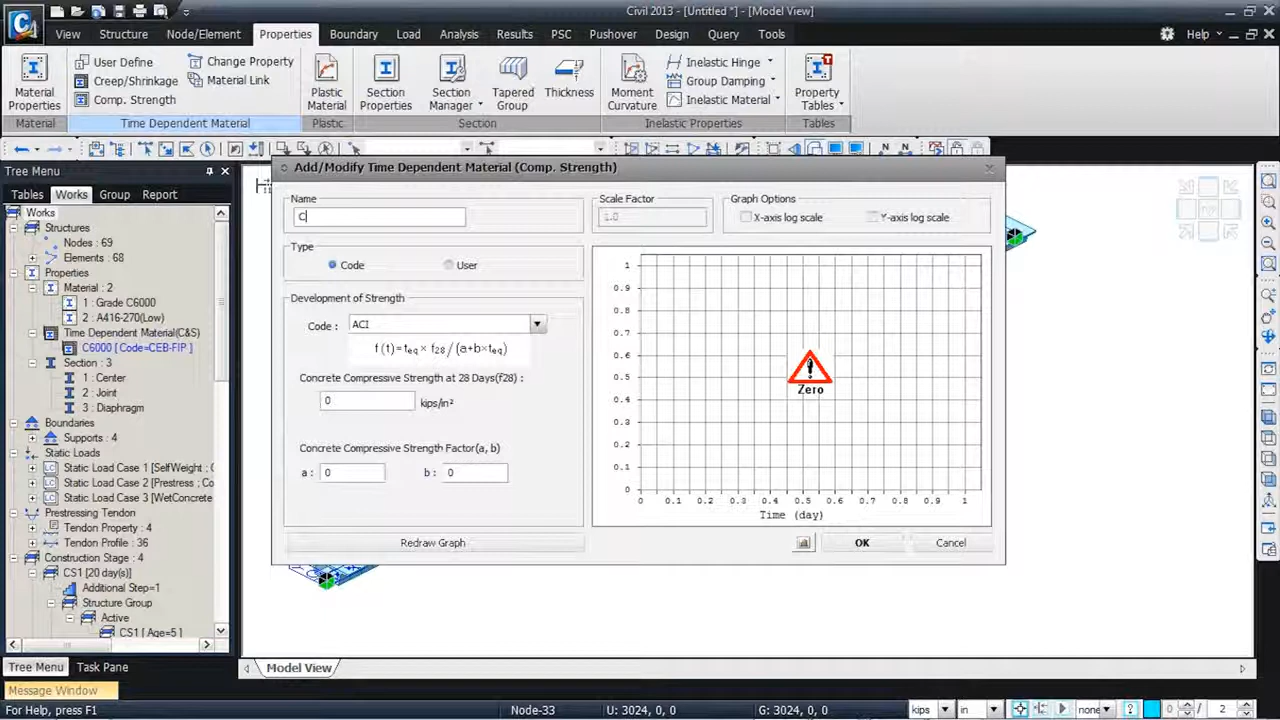 Civil 2013 - [Untitled *] - [Model View]
View Structure Node/Element Properties Boundary Load Analysis Results PSC Pushover Design Query Tools Help
Material Properties
User Define
Creep/Shrinkage
Comp. Strength
Change Property
Material Link
Plastic Material
Section Properties
Section Manager
Tapered Group
Thickness
Moment Curvature
Inelastic Hinge
Group Damping
Inelastic Material
Property Tables
Material Time Dependent Material Plastic Section Inelastic Properties Tables
Tree Menu
Tables Works Group Report
Works
Structures
Nodes : 69
Elements : 68
Properties
Material : 2
1 : Grade C6000
2 : A416-270(Low)
Time Dependent Material(C&S)
C6000 [ Code=CEB-FIP ]
Section : 3
1 : Center
2 : Joint
3 : Diaphragm
Boundaries
Supports : 4
Static Loads
Static Load Case 1 [SelfWeight ;
Static Load Case 2 [Prestress ; Co
Static Load Case 3 [WetConcrete
Prestressing Tendon
Tendon Property : 4
Tendon Profile : 36
Construction Stage : 4
CS1 [20 day(s)]
Additional Step=1
Structure Group
Active
CS1 [ Age=5 ]
Tree Menu Task Pane
Add/Modify Time Dependent Material (Comp. Strength)
Name
C
Scale Factor
1.0
Graph Options
X-axis log scale Y-axis log scale
Type
Code User
Development of Strength
Code : ACI
f(t)=teq× f28/(a+b×teq)
Concrete Compressive Strength at 28 Days(f28) :
0 kips/in²
Concrete Compressive Strength Factor(a, b)
a : 0 b : 0
Redraw Graph
1
0.9
0.8
0.7
0.6
0.5
0.4
0.3
0.2
0.1
0
Zero
0 0.1 0.2 0.3 0.4 0.5 0.6 0.7 0.8 0.9 1
Time (day)
OK Cancel
Model View
Message Window
For Help, press F1 Node-33 U: 3024, 0, 0 G: 3024, 0, 0 kips in none 0 / 2